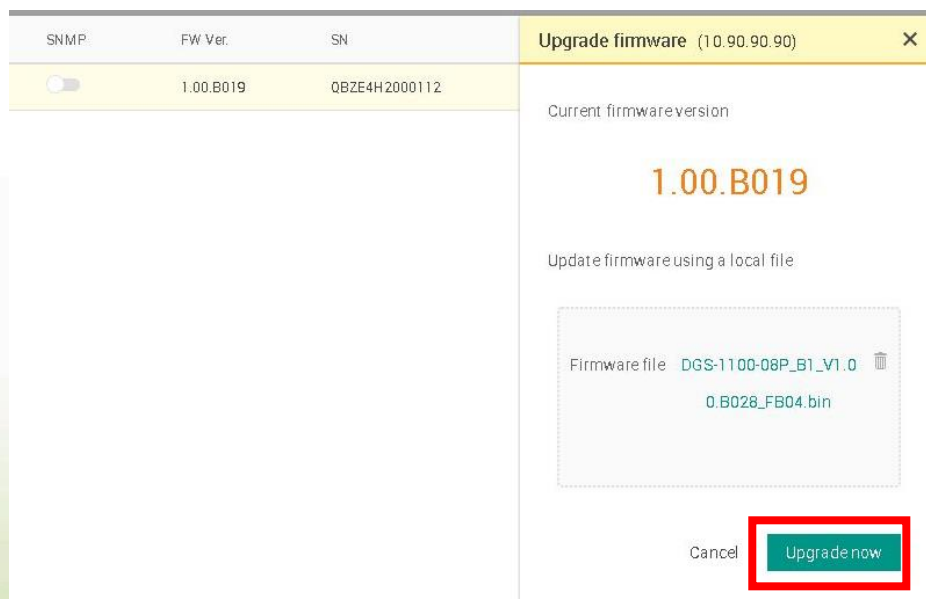 SNMP FW Ver. SN
1.00.B019 QBZE4H2000112
Upgrade firmware (10.90.90.90)
Current firmware version
1.00.B019
Update firmware using a local file
Firmware file DGS-1100-08P_B1_V1.0
0.B028_FB04.bin
Cancel Upgrade now